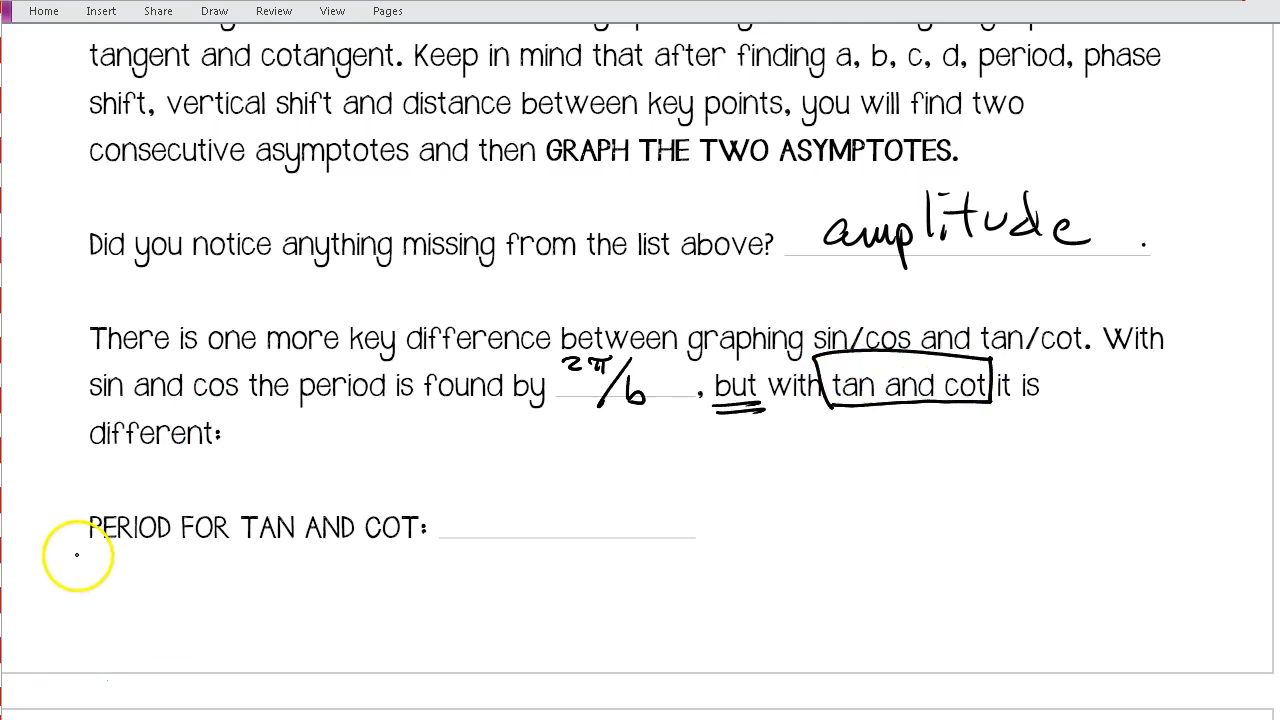 Home Insert Share Draw Review View Pages
tangent and cotangent. Keep in mind that after finding a, b, c, d, period, phase
shift, vertical shift and distance between key points, you will find two
consecutive asymptotes and then GRAPH THE TWO ASYMPTOTES.
Did you notice anything missing from the list above? amplitude .
There is one more key difference between graphing sin/cos and tan/cot. With
sin and cos the period is found by 2π/b , but with tan and cot it is
different:
PERIOD FOR TAN AND COT: